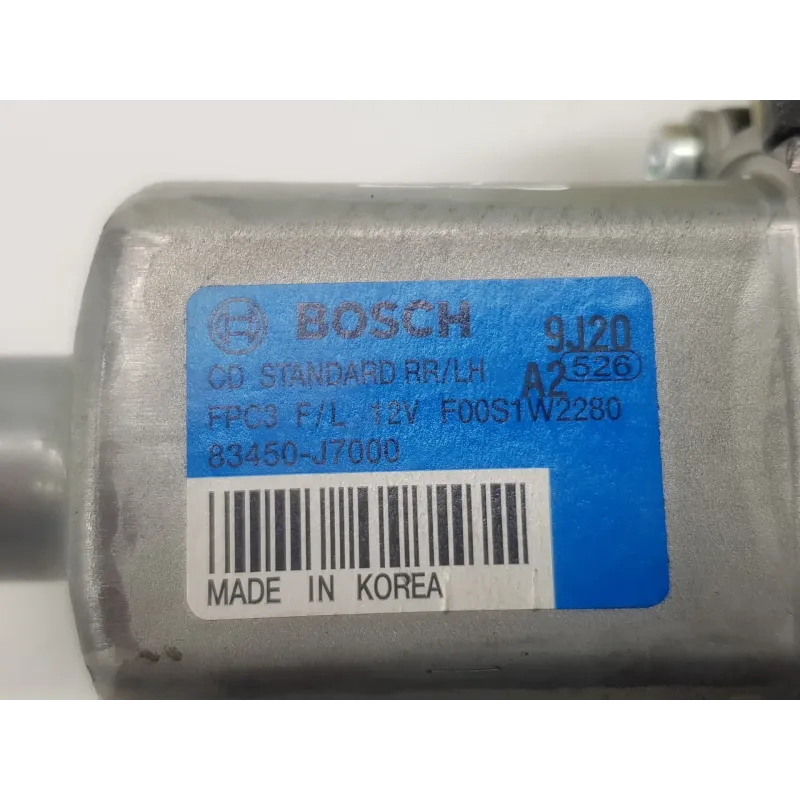 BOSCH 9J20
CD STANDARD RR/LH A2 526
FPC3 F/L 12V F00S1W2280
83450-J7000
MADE IN KOREA